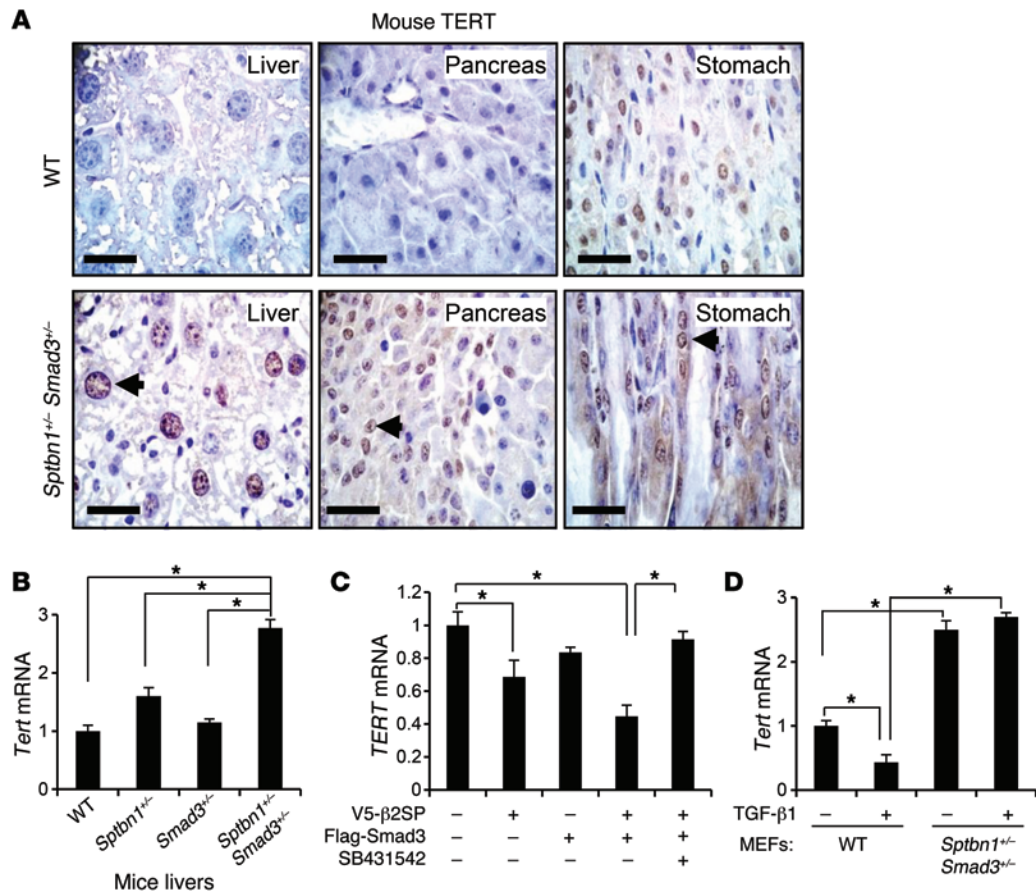 A
Mouse TERT
WT
Liver
Pancreas
Stomach
Sptbn1+/– Smad3+/–
Liver
Pancreas
Stomach
B
Tert mRNA
3
2
1
0
*
*
*
WT
Sptbn1+/–
Smad3+/–
Sptbn1+/–
Smad3+/–
Mice livers
C
TERT mRNA
1
0.8
0.6
0.4
0.2
0
*
*
*
V5-β2SP – + – + +
Flag-Smad3 – – + + +
SB431542 – – – – +
D
Tert mRNA
3
2
1
0
*
*
*
TGF-β1 – + – +
MEFs: WT Sptbn1+/–
Smad3+/–